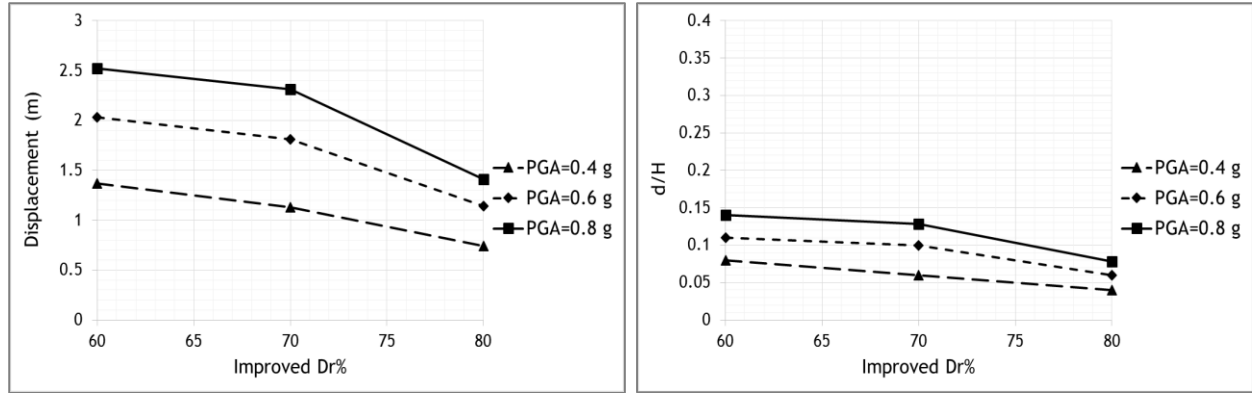 3
2.5
2
1.5
1
0.5
0
Displacement (m)
60 65 70 75 80
Improved Dr%
PGA=0.4 g
PGA=0.6 g
PGA=0.8 g
0.4
0.35
0.3
0.25
0.2
0.15
0.1
0.05
0
d/H
60 65 70 75 80
Improved Dr%
PGA=0.4 g
PGA=0.6 g
PGA=0.8 g